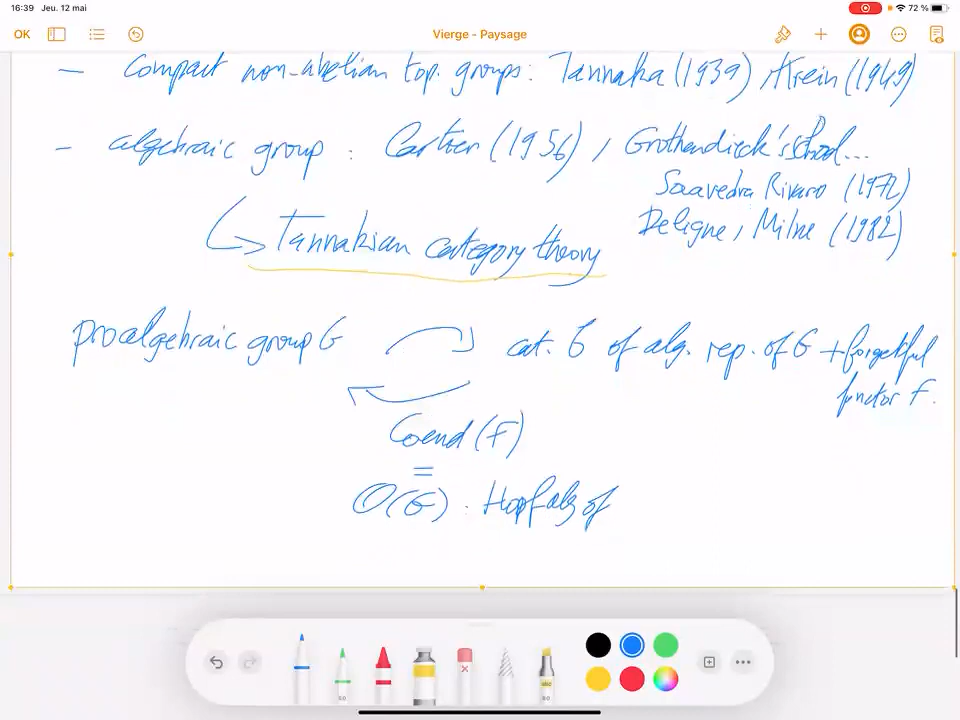 16:39 Jeu. 12 mai
72 %
OK
Vierge - Paysage
— Compact non-abelian top. groups : Tannaka (1939), Krein (1949)
- algebraic group : Cartier (1956), Grothendieck's school...
Saavedra Rivano (1972)
Deligne, Milne (1982)
Tannakian category theory
proalgebraic group G
cat. G of alg. rep. of G + forgetful
functor F.
Coend (F)
=
O(G) . Hopf alg of